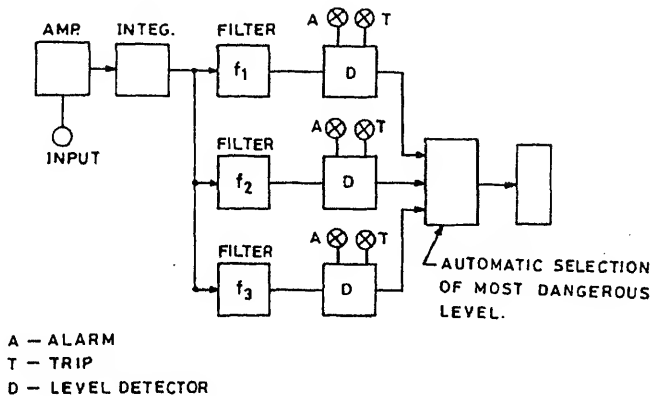 AMP. INTEG. FILTER A T
f1 D
INPUT
FILTER A T
f2 D
FILTER A T
f3 D
AUTOMATIC SELECTION
OF MOST DANGEROUS
LEVEL.
A — ALARM
T — TRIP
D — LEVEL DETECTOR